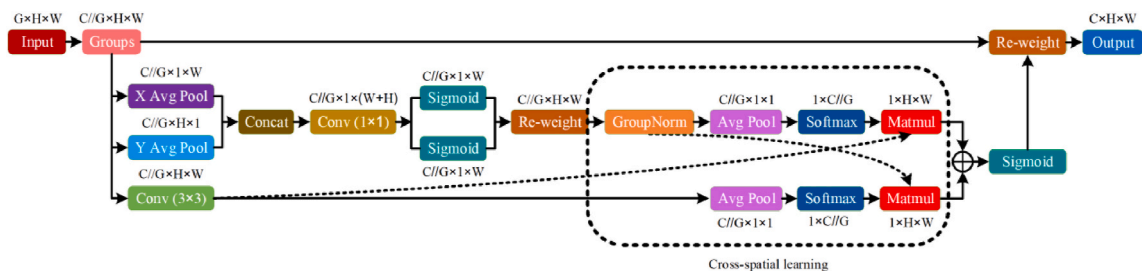 G×H×W
C//G×H×W
C×H×W
Input
Groups
Re-weight
Output
C//G×1×W
C//G×1×W
X Avg Pool
C//G×1×(W+H)
Sigmoid
C//G×H×W
C//G×1×1
1×C//G
1×H×W
C//G×H×1
Concat
Conv (1×1)
Re-weight
GroupNorm
Avg Pool
Softmax
Matmul
Y Avg Pool
Sigmoid
Sigmoid
C//G×H×W
C//G×1×W
Conv (3×3)
Avg Pool
Softmax
Matmul
C//G×1×1
1×C//G
1×H×W
Cross-spatial learning